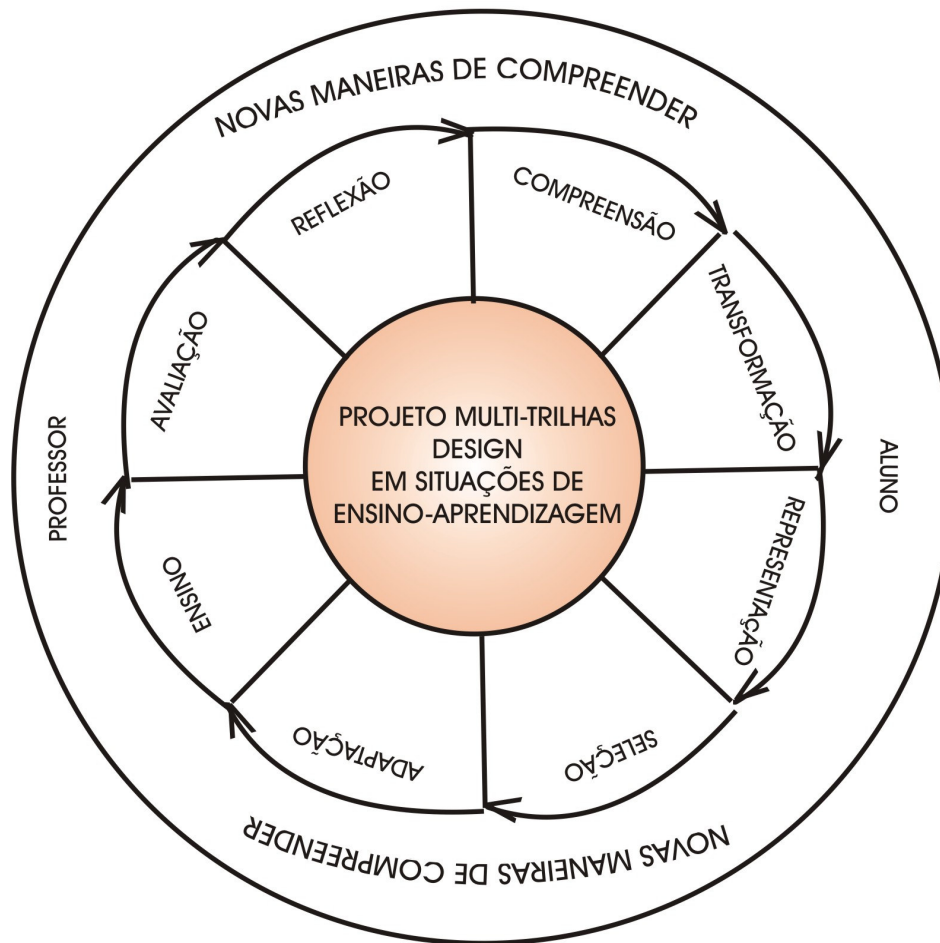 NOVAS MANEIRAS DE COMPREENDER
REFLEXÃO
COMPREENSÃO
TRANSFORMAÇÃO
REPRESENTAÇÃO
SELEÇÃO
ADAPTAÇÃO
ENSINO
AVALIAÇÃO
PROFESSOR
PROJETO MULTI-TRILHAS
DESIGN
EM SITUAÇÕES DE
ENSINO-APRENDIZAGEM
ALUNO
NOVAS MANEIRAS DE COMPREENDER